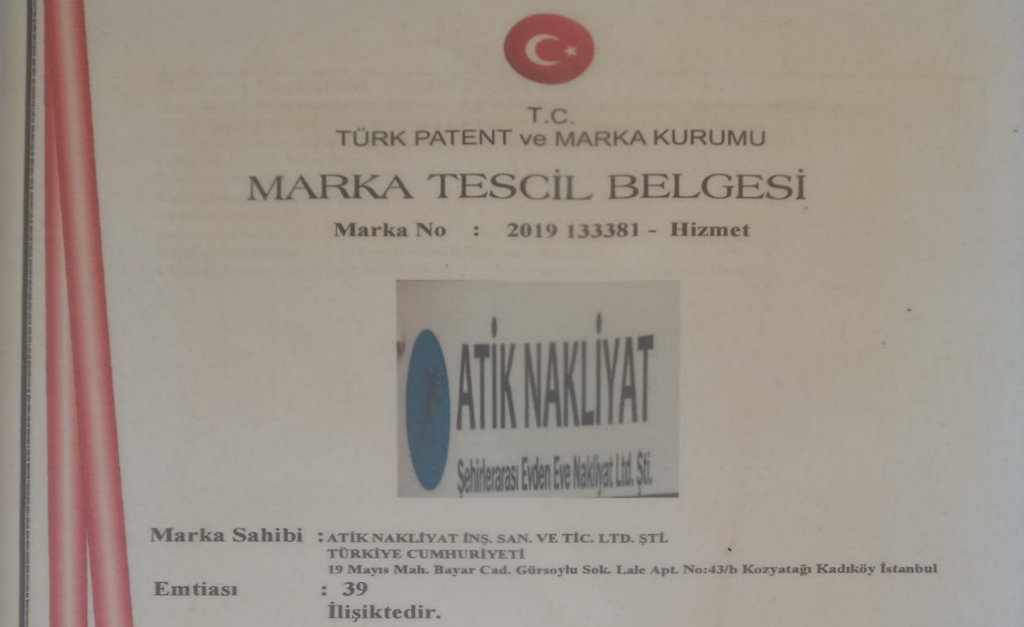 T.C.
TÜRK PATENT ve MARKA KURUMU
MARKA TESCİL BELGESİ
Marka No : 2019 133381 - Hizmet
ATİK NAKLİYAT
Şehirlerarası Evden Eve Nakliyat Ltd. Şti.
Marka Sahibi : ATİK NAKLİYAT İNŞ. SAN. VE TİC. LTD. ŞTİ.
TÜRKİYE CUMHURİYETİ
19 Mayıs Mah. Bayar Cad. Gürsoylu Sok. Lale Apt. No:43/b Kozyatağı Kadıköy İstanbul
Emtiası : 39
İlişiktedir.